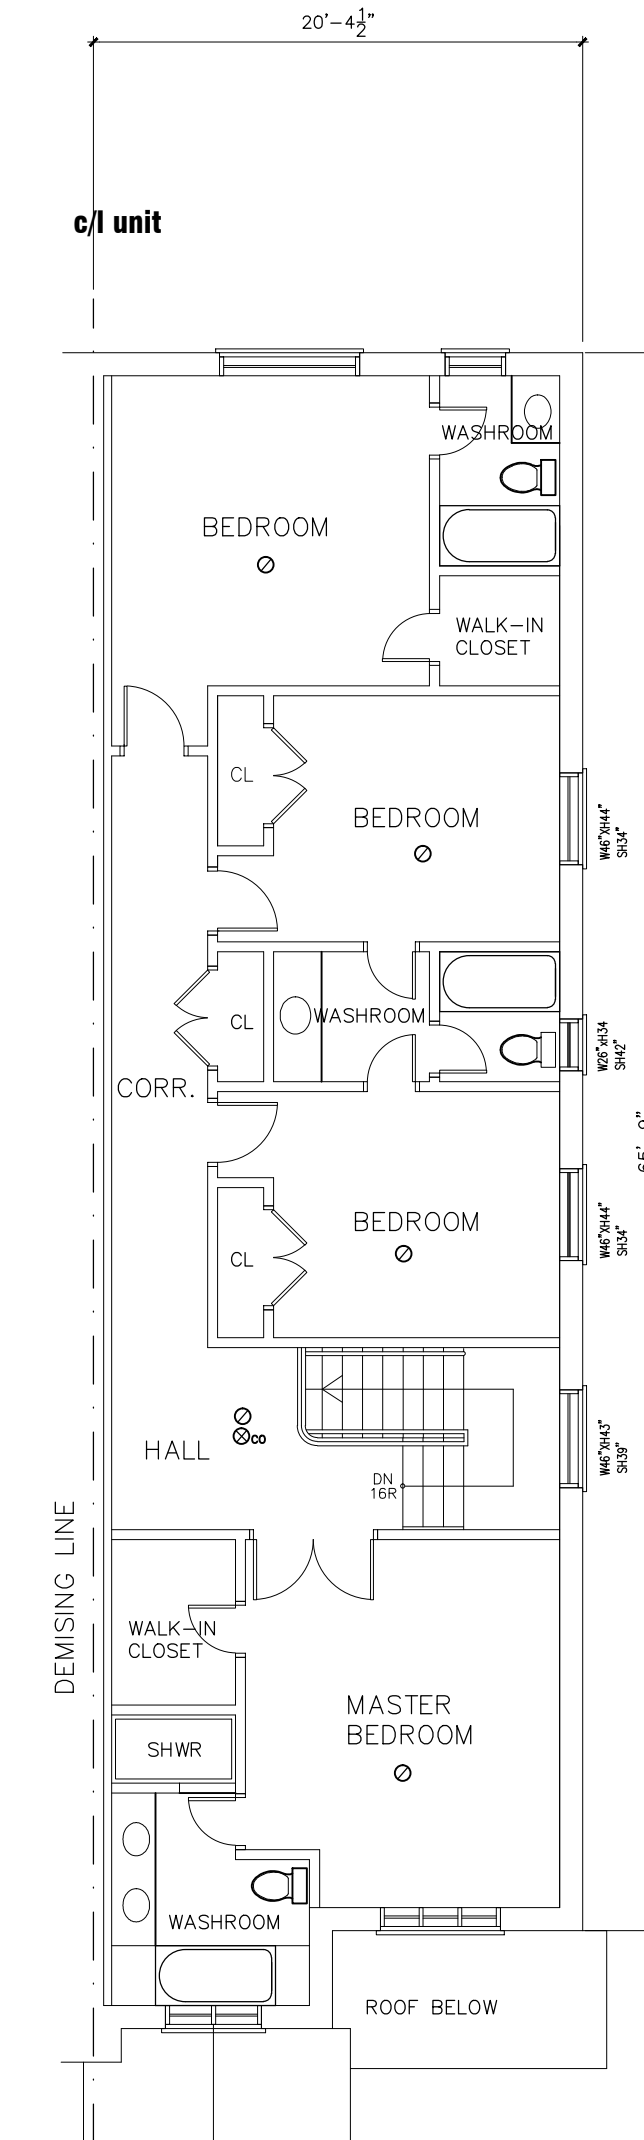 20'-4 1/2"
c/l unit
WASHROOM
BEDROOM
WALK-IN
CLOSET
CL
BEDROOM
W46"XH44"
SH34"
CL
WASHROOM
W26"xH34
SH42"
CORR.
BEDROOM
W46"XH44"
SH34"
CL
CO
HALL
W46"XH43"
SH39"
DN
16R
DEMISING LINE
WALK-IN
CLOSET
MASTER
BEDROOM
SHWR
WASHROOM
ROOF BELOW